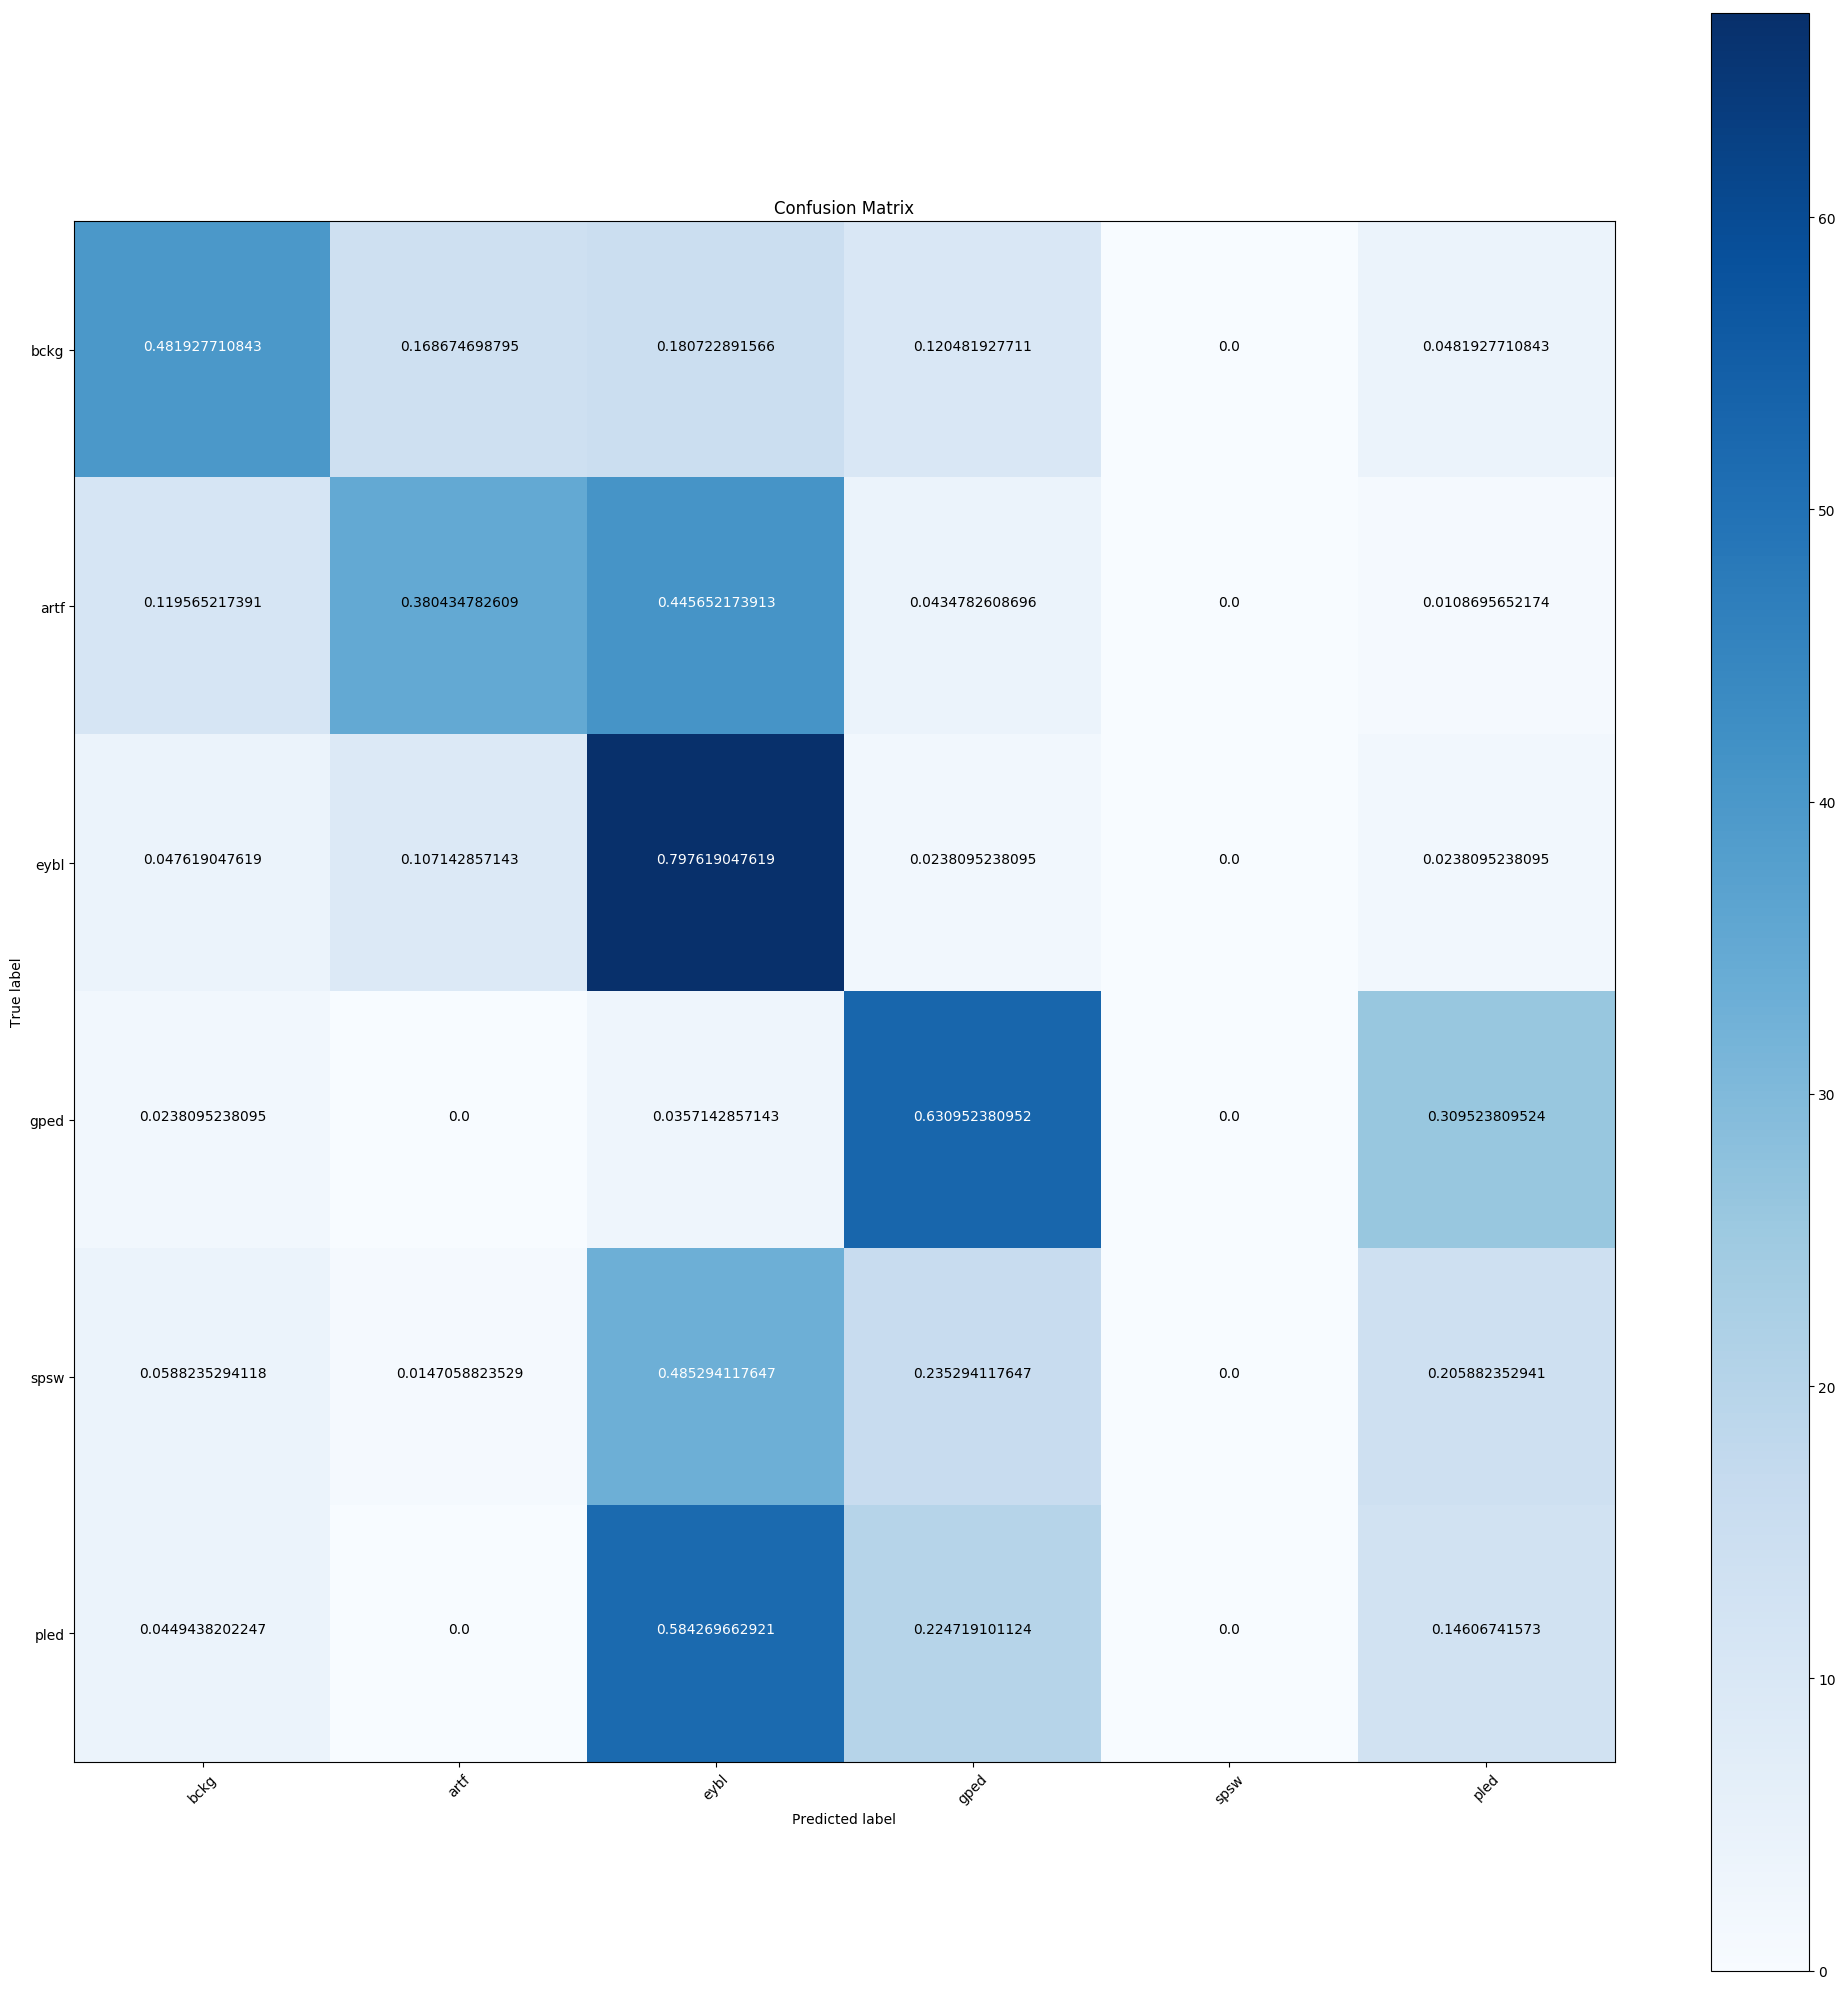 Confusion Matrix
bckg 0.481927710843 0.168674698795 0.180722891566 0.120481927711 0.0 0.0481927710843
artf 0.119565217391 0.380434782609 0.445652173913 0.0434782608696 0.0 0.0108695652174
eybl 0.047619047619 0.107142857143 0.797619047619 0.0238095238095 0.0 0.0238095238095
gped 0.0238095238095 0.0 0.0357142857143 0.630952380952 0.0 0.309523809524
spsw 0.0588235294118 0.0147058823529 0.485294117647 0.235294117647 0.0 0.205882352941
pled 0.0449438202247 0.0 0.584269662921 0.224719101124 0.0 0.14606741573
bckg artf eybl gped spsw pled
Predicted label
True label
60
50
40
30
20
10
0